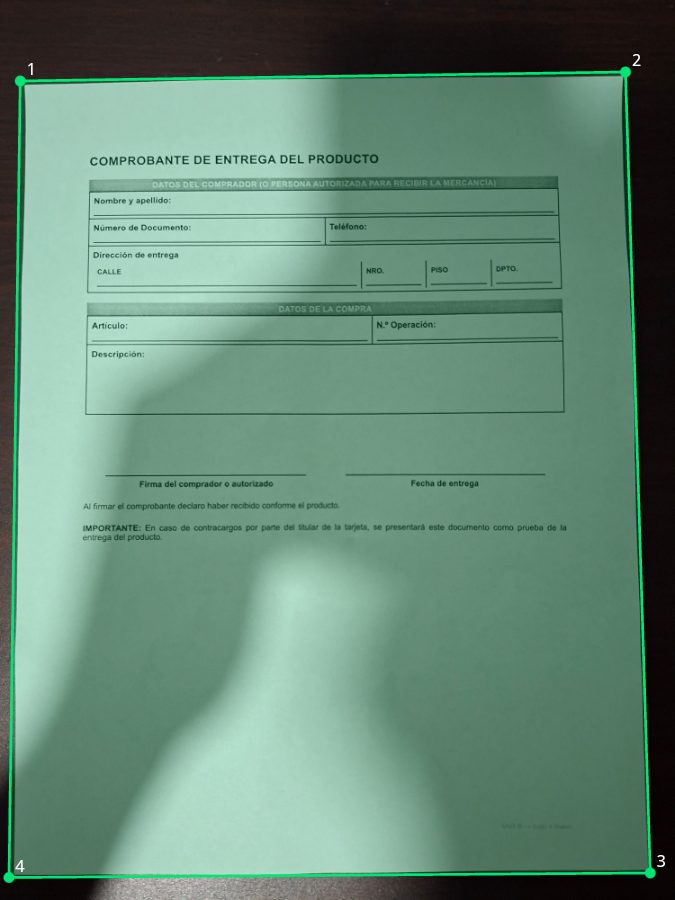 1
2
COMPROBANTE DE ENTREGA DEL PRODUCTO
DATOS DEL COMPRADOR (O PERSONA AUTORIZADA PARA RECIBIR LA MERCANCÍA)
Nombre y apellido:
Número de Documento: Teléfono:
Dirección de entrega
CALLE NRO. PISO DPTO.
DATOS DE LA COMPRA
Artículo: N.º Operación:
Descripción:
Firma del comprador o autorizado Fecha de entrega
Al firmar el comprobante declaro haber recibido conforme el producto.
IMPORTANTE: En caso de contracargos por parte del titular de la tarjeta, se presentará este documento como prueba de la
entrega del producto.
4
3